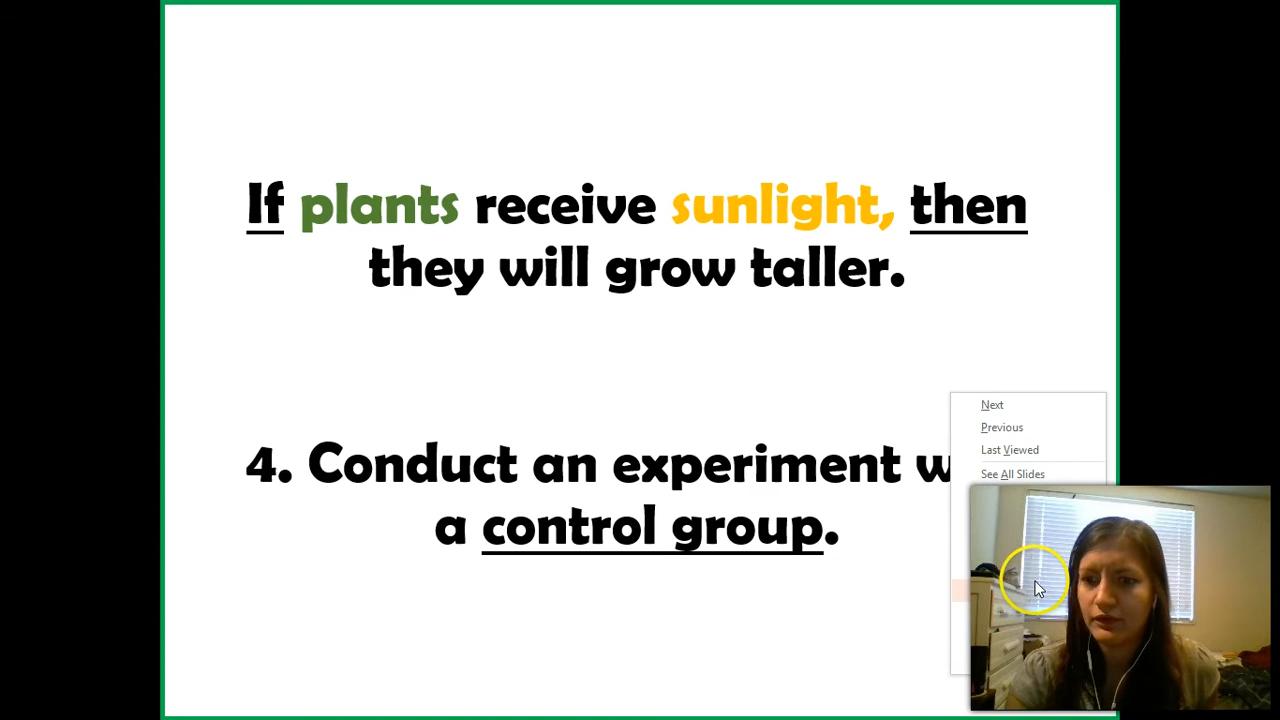 If plants receive sunlight, then
they will grow taller.
4. Conduct an experiment
a control group.
Next
Previous
Last Viewed
See All Slides